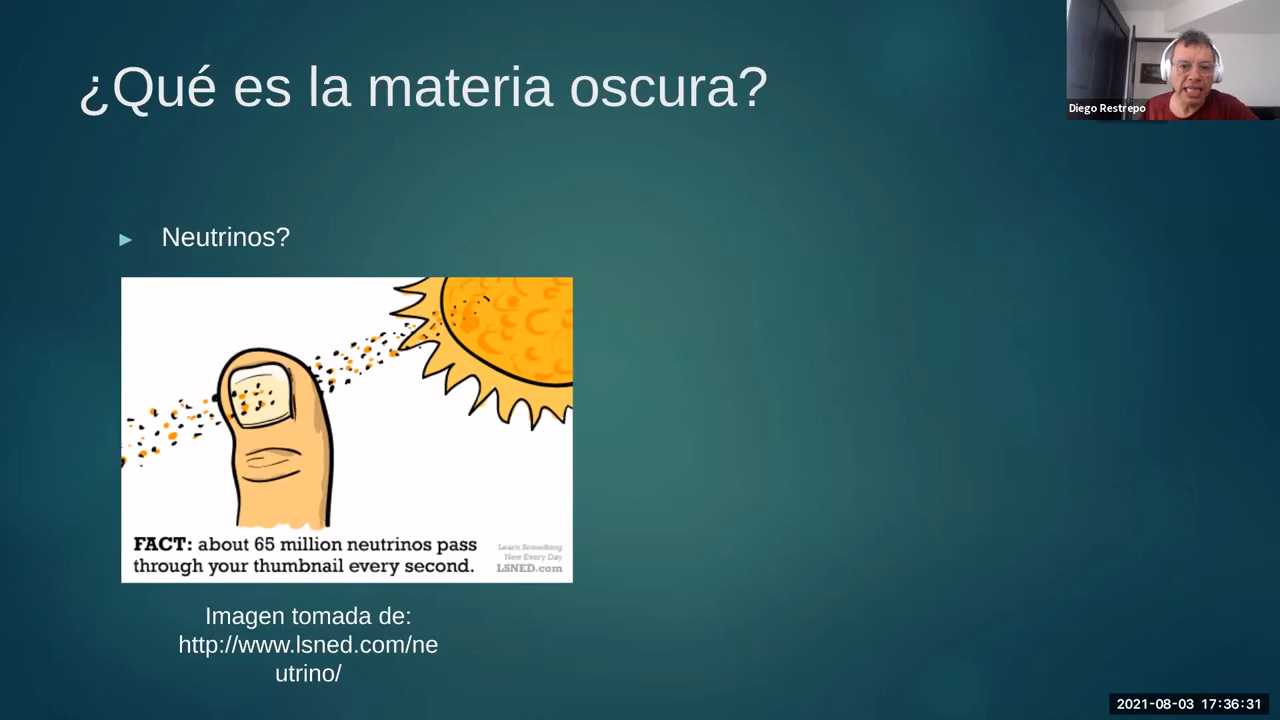 ¿Qué es la materia oscura?
Diego Restrepo
► Neutrinos?
FACT: about 65 million neutrinos pass
through your thumbnail every second.
Learn Something
New Every Day
LSNED.com
Imagen tomada de:
http://www.lsned.com/ne
utrino/
2021-08-03 17:36:31